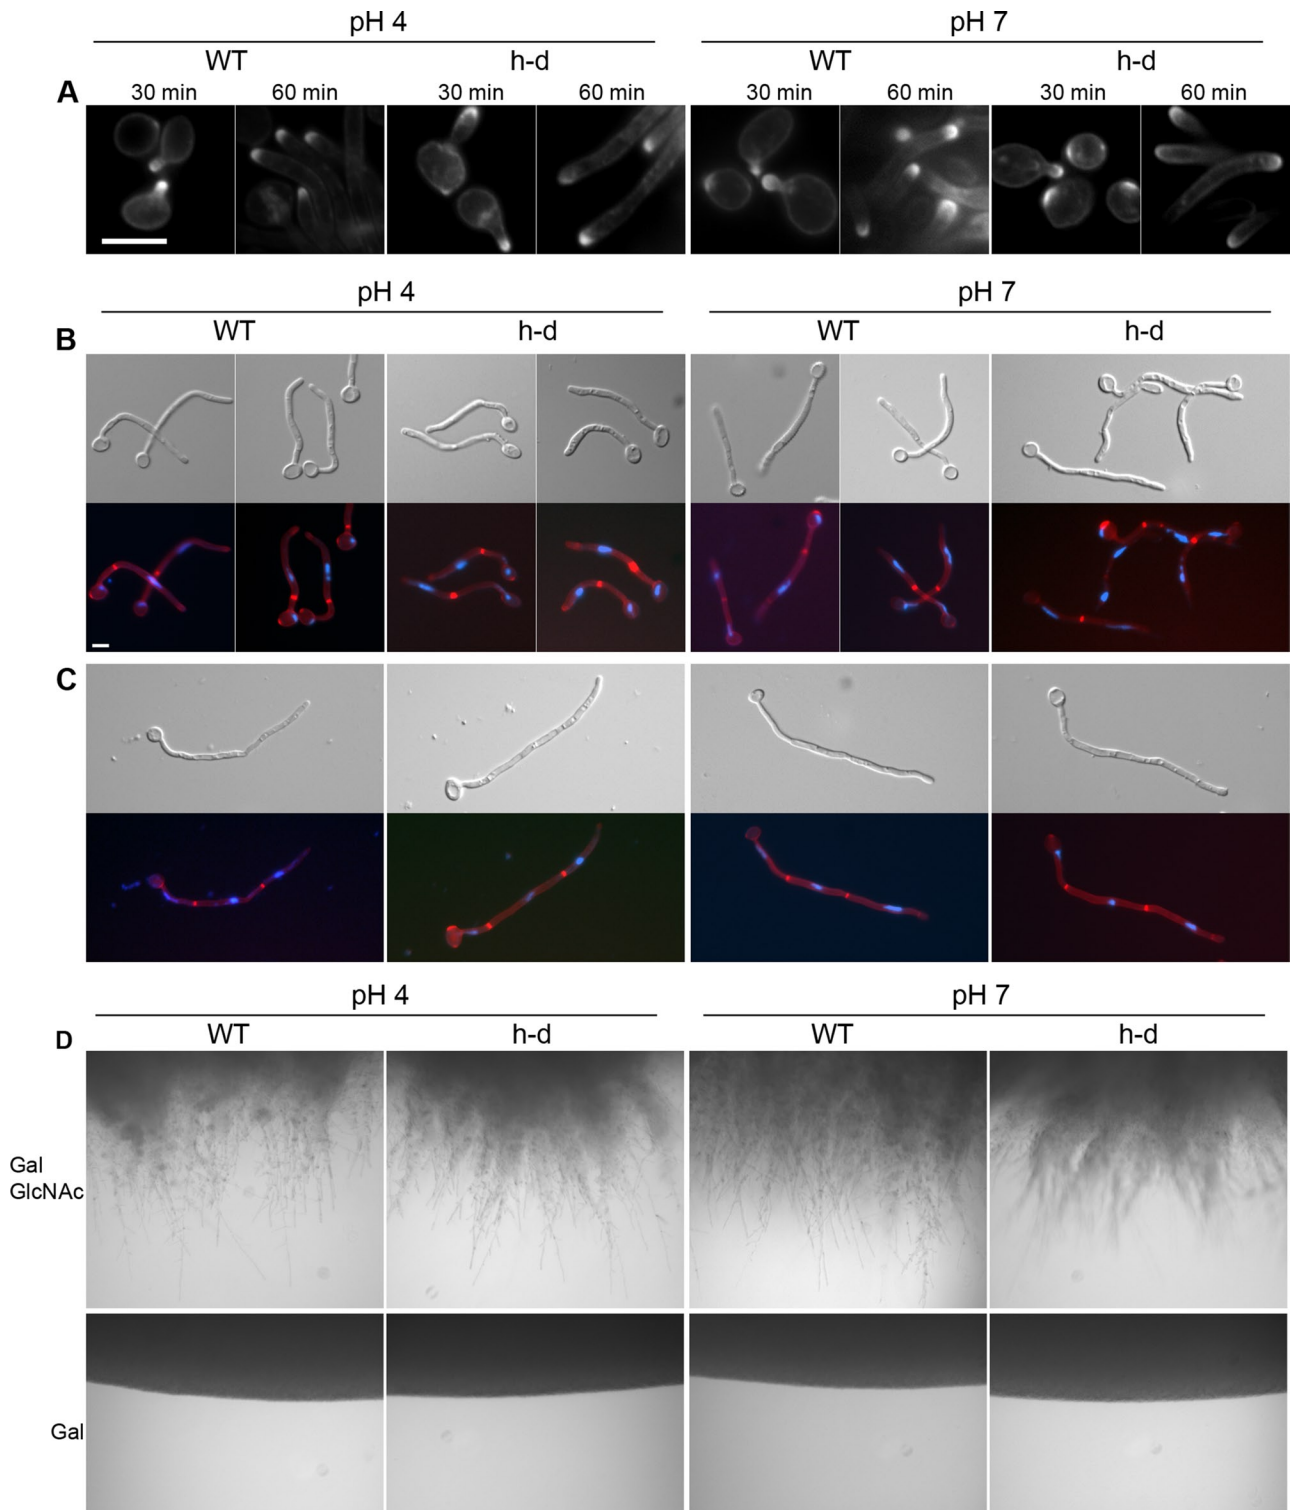 pH 4 pH 7
WT h-d WT h-d
A 30 min 60 min 30 min 60 min 30 min 60 min 30 min 60 min
pH 4 pH 7
B WT h-d WT h-d
C
pH 4 pH 7
D WT h-d WT h-d
Gal
GlcNAc
Gal